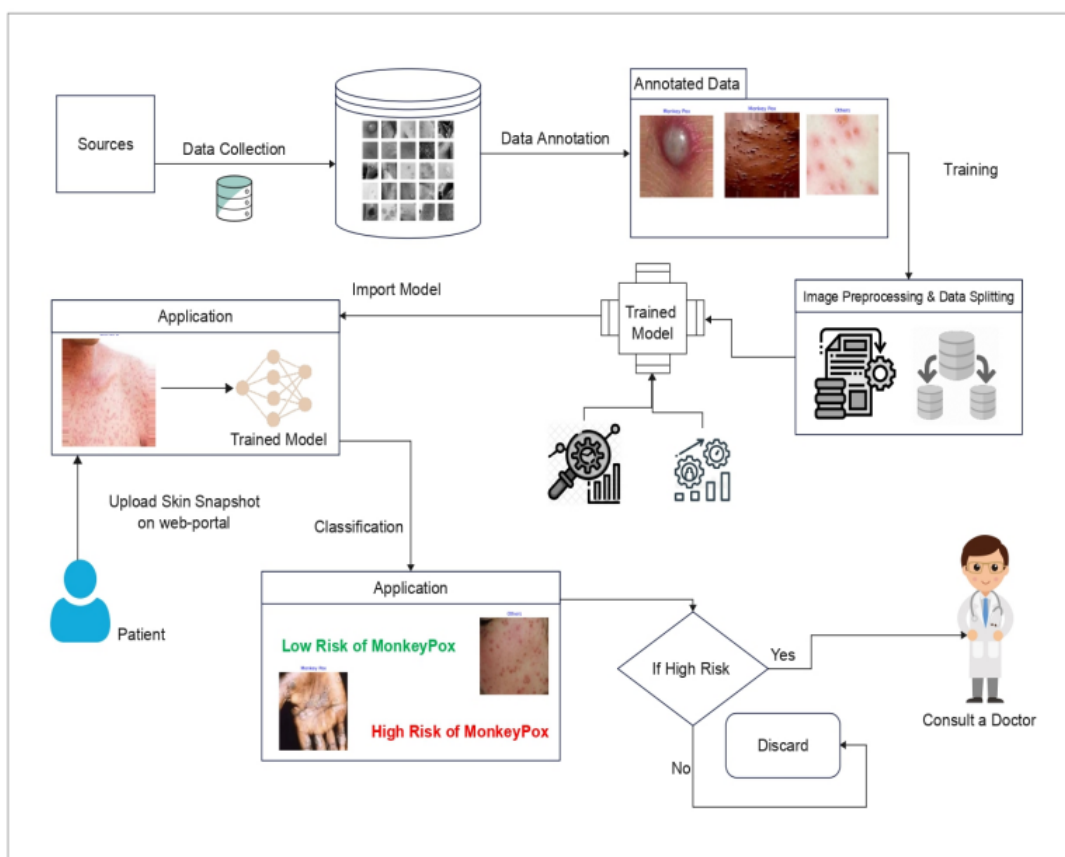 Sources
Data Collection
Data Annotation
Annotated Data
Monkey Pox
Monkey Pox
Others
Training
Image Preprocessing & Data Splitting
Trained
Model
Import Model
Application
Trained Model
Upload Skin Snapshot
on web-portal
Patient
Classification
Application
Low Risk of MonkeyPox
Others
Monkey Pox
High Risk of MonkeyPox
If High Risk
Yes
No
Discard
Consult a Doctor